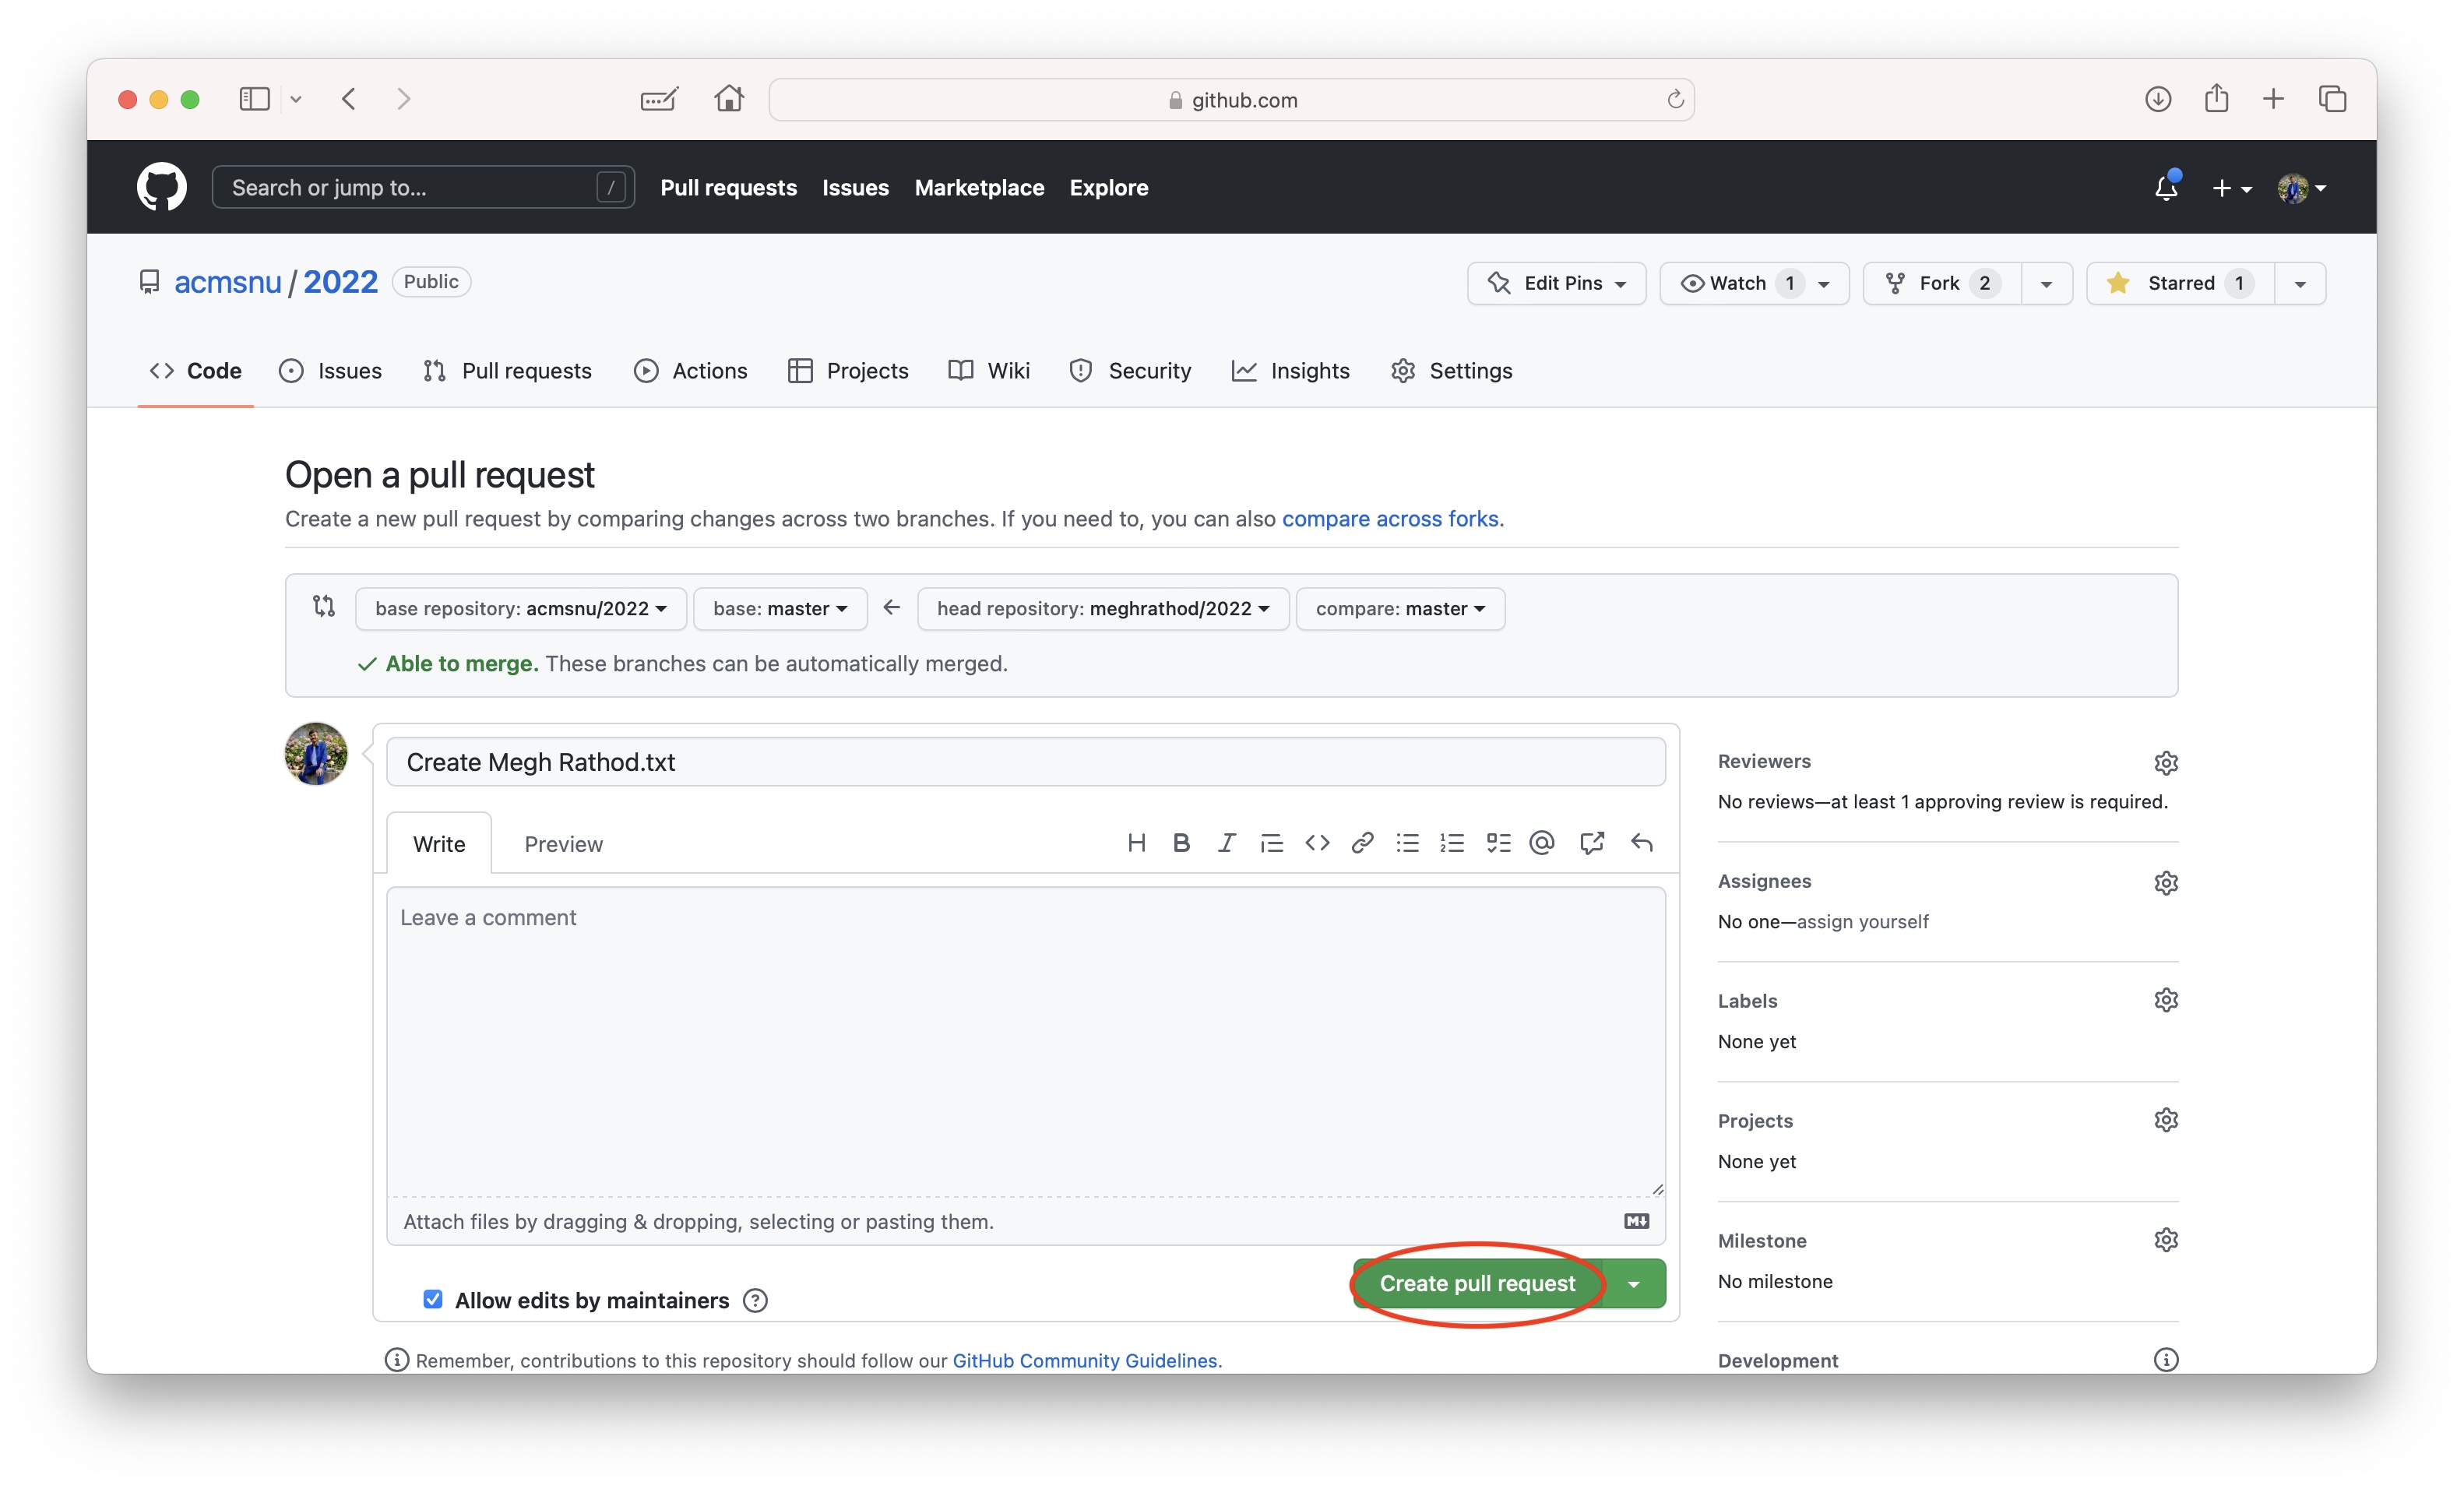 github.com
Search or jump to... /
Pull requests Issues Marketplace Explore
acmsnu / 2022 Public
Edit Pins Watch 1 Fork 2 Starred 1
Code Issues Pull requests Actions Projects Wiki Security Insights Settings
Open a pull request
Create a new pull request by comparing changes across two branches. If you need to, you can also compare across forks.
base repository: acmsnu/2022 base: master head repository: meghrathod/2022 compare: master
Able to merge. These branches can be automatically merged.
Create Megh Rathod.txt
Write Preview
Leave a comment
Attach files by dragging & dropping, selecting or pasting them.
Allow edits by maintainers
Create pull request
Remember, contributions to this repository should follow our GitHub Community Guidelines.
Reviewers
No reviews—at least 1 approving review is required.
Assignees
No one—assign yourself
Labels
None yet
Projects
None yet
Milestone
No milestone
Development